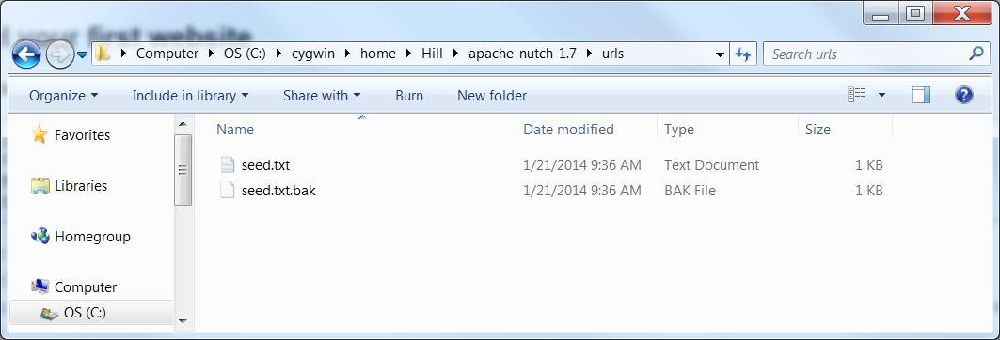 your first website
Computer OS (C:) cygwin home Hill apache-nutch-1.7 urls Search urls
Organize Include in library Share with Burn New folder
Favorites
Libraries
Homegroup
Computer
OS (C:)
Name Date modified Type Size
seed.txt 1/21/2014 9:36 AM Text Document 1 KB
seed.txt.bak 1/21/2014 9:36 AM BAK File 1 KB